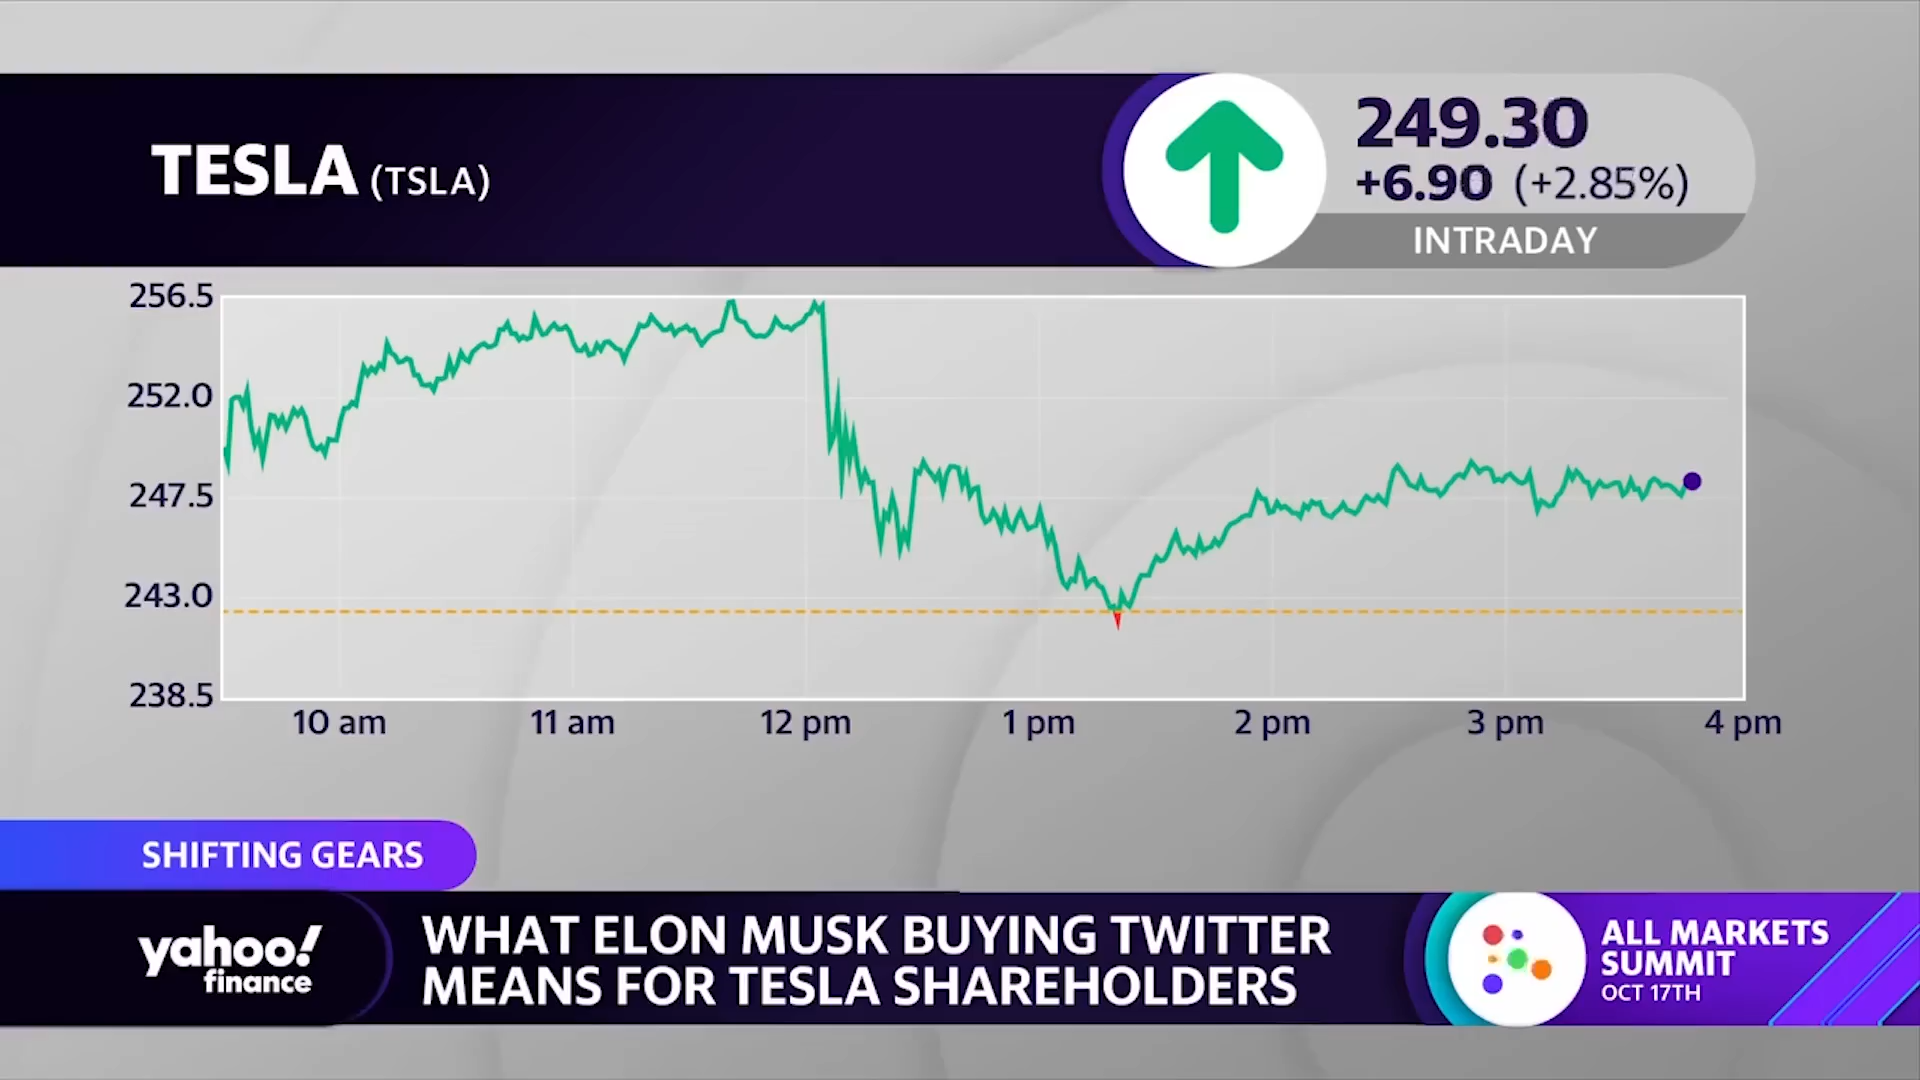 TESLA (TSLA)
249.30
+6.90 (+2.85%)
INTRADAY
256.5
252.0
247.5
243.0
238.5
10 am 11 am 12 pm 1 pm 2 pm 3 pm 4 pm
SHIFTING GEARS
yahoo!
finance
WHAT ELON MUSK BUYING TWITTER
MEANS FOR TESLA SHAREHOLDERS
ALL MARKETS
SUMMIT
OCT 17TH